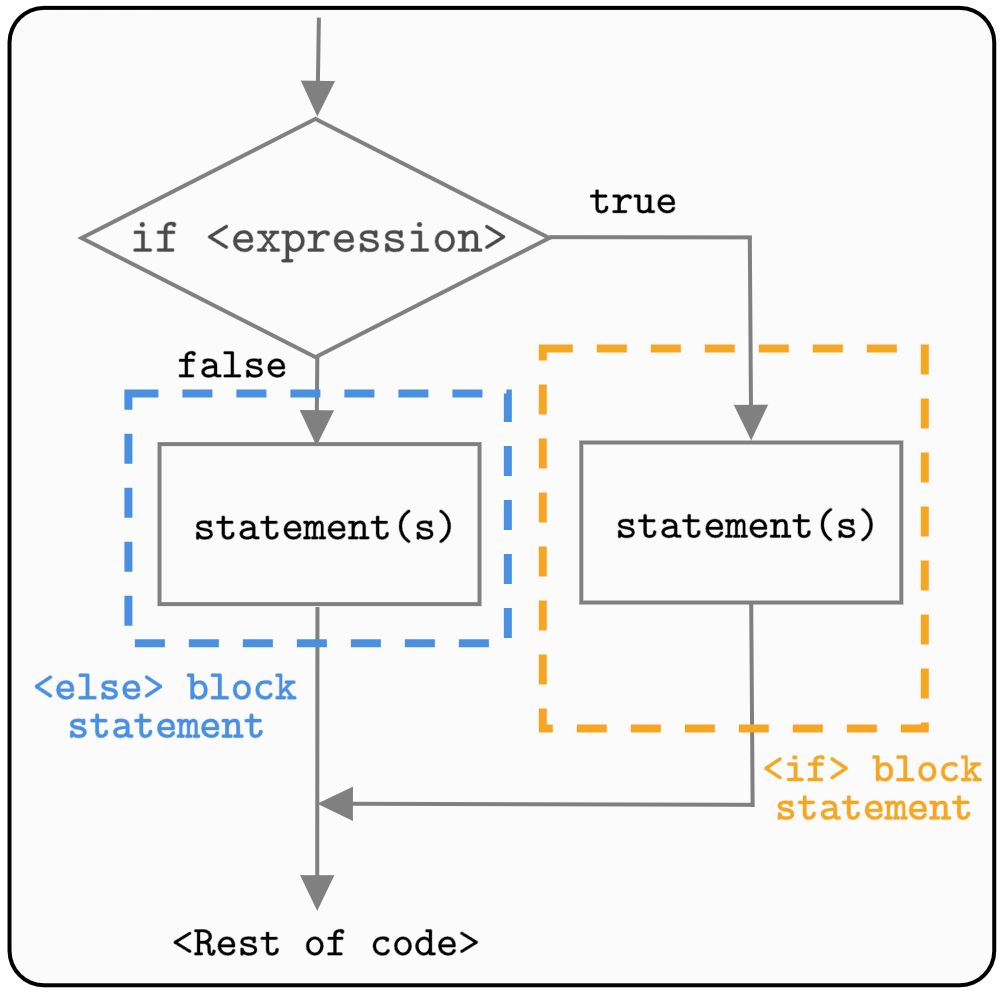 true
if <expression>
false
statement(s)
statement(s)
<else> block
statement
<if> block
statement
<Rest of code>